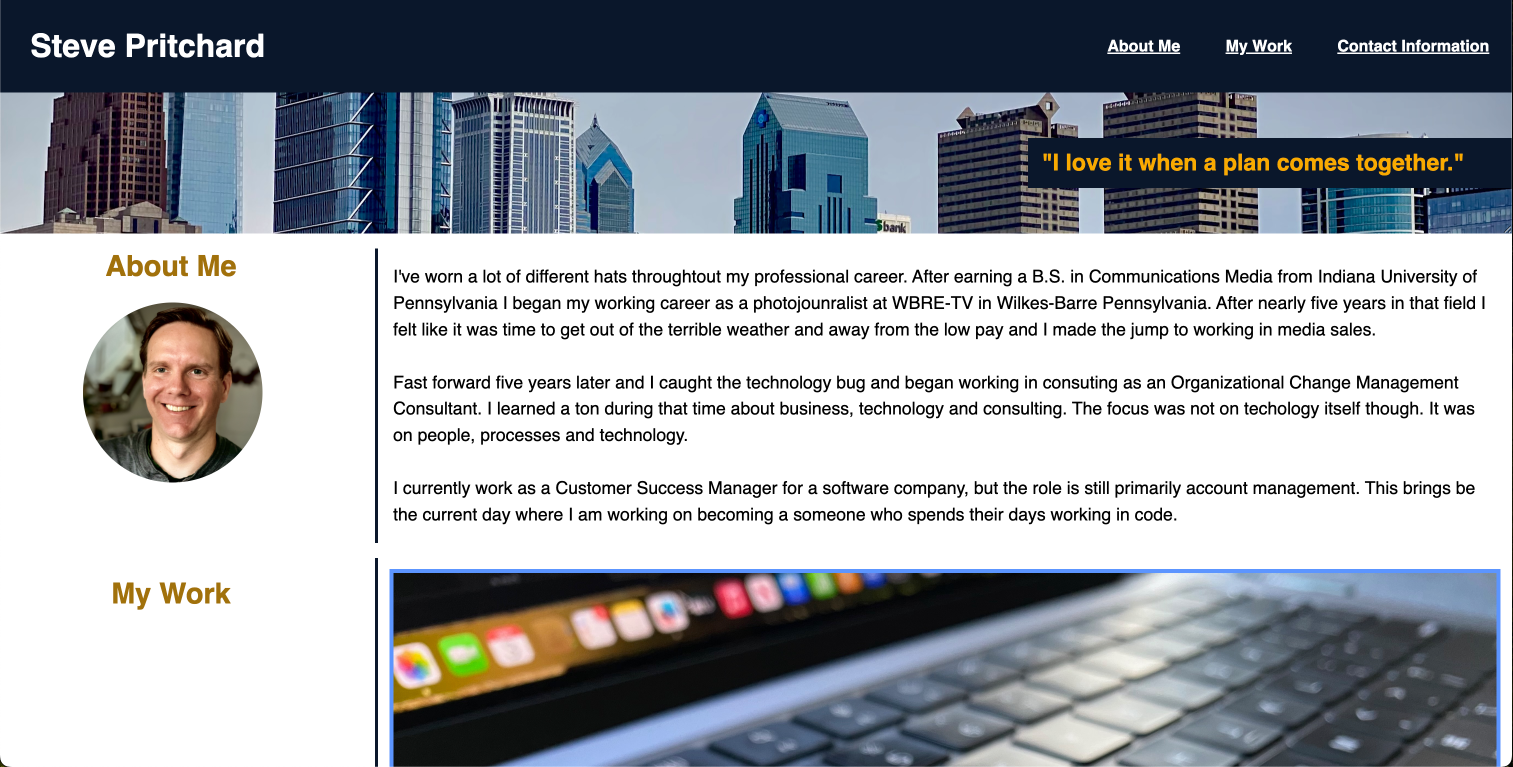 Steve Pritchard
About Me
My Work
Contact Information
"I love it when a plan comes together."
bank
About Me
I've worn a lot of different hats throughtout my professional career. After earning a B.S. in Communications Media from Indiana University of
Pennsylvania I began my working career as a photojounralist at WBRE-TV in Wilkes-Barre Pennsylvania. After nearly five years in that field I
felt like it was time to get out of the terrible weather and away from the low pay and I made the jump to working in media sales.
Fast forward five years later and I caught the technology bug and began working in consuting as an Organizational Change Management
Consultant. I learned a ton during that time about business, technology and consulting. The focus was not on techology itself though. It was
on people, processes and technology.
I currently work as a Customer Success Manager for a software company, but the role is still primarily account management. This brings be
the current day where I am working on becoming a someone who spends their days working in code.
My Work